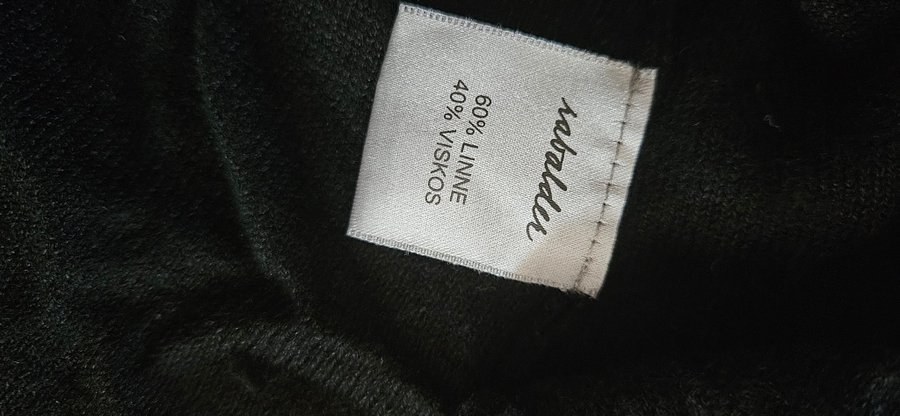 rabalder
60% LINNE
40% VISKOS